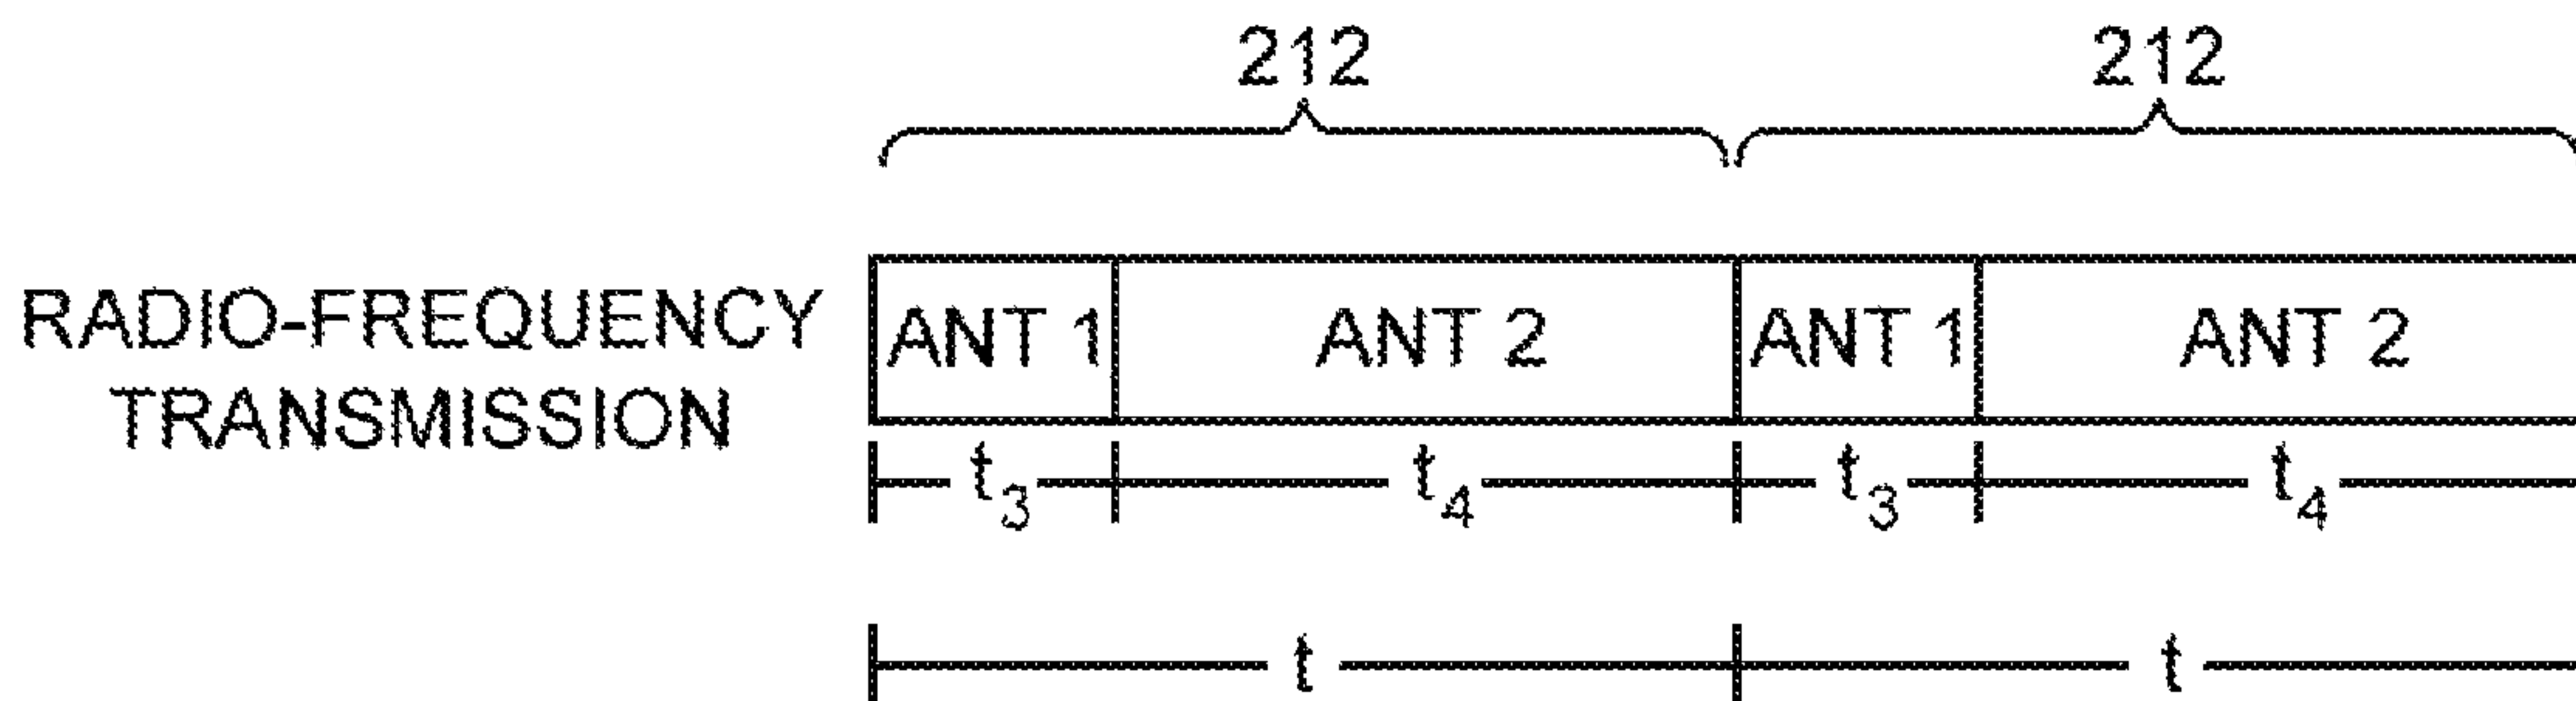 212 212
RADIO-FREQUENCY
TRANSMISSION
ANT 1 ANT 2 ANT 1 ANT 2
t₃ t₄ t₃ t₄
t t